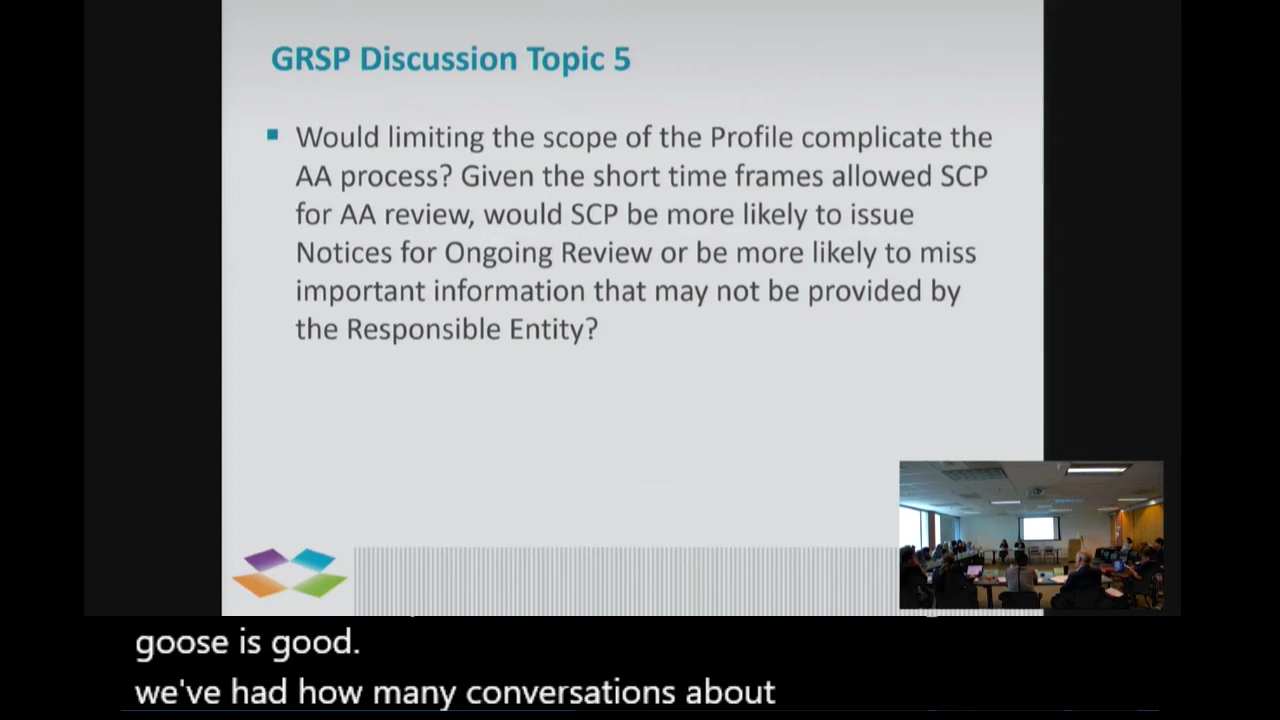 GRSP Discussion Topic 5
Would limiting the scope of the Profile complicate the
AA process? Given the short time frames allowed SCP
for AA review, would SCP be more likely to issue
Notices for Ongoing Review or be more likely to miss
important information that may not be provided by
the Responsible Entity?
goose is good.
we've had how many conversations about